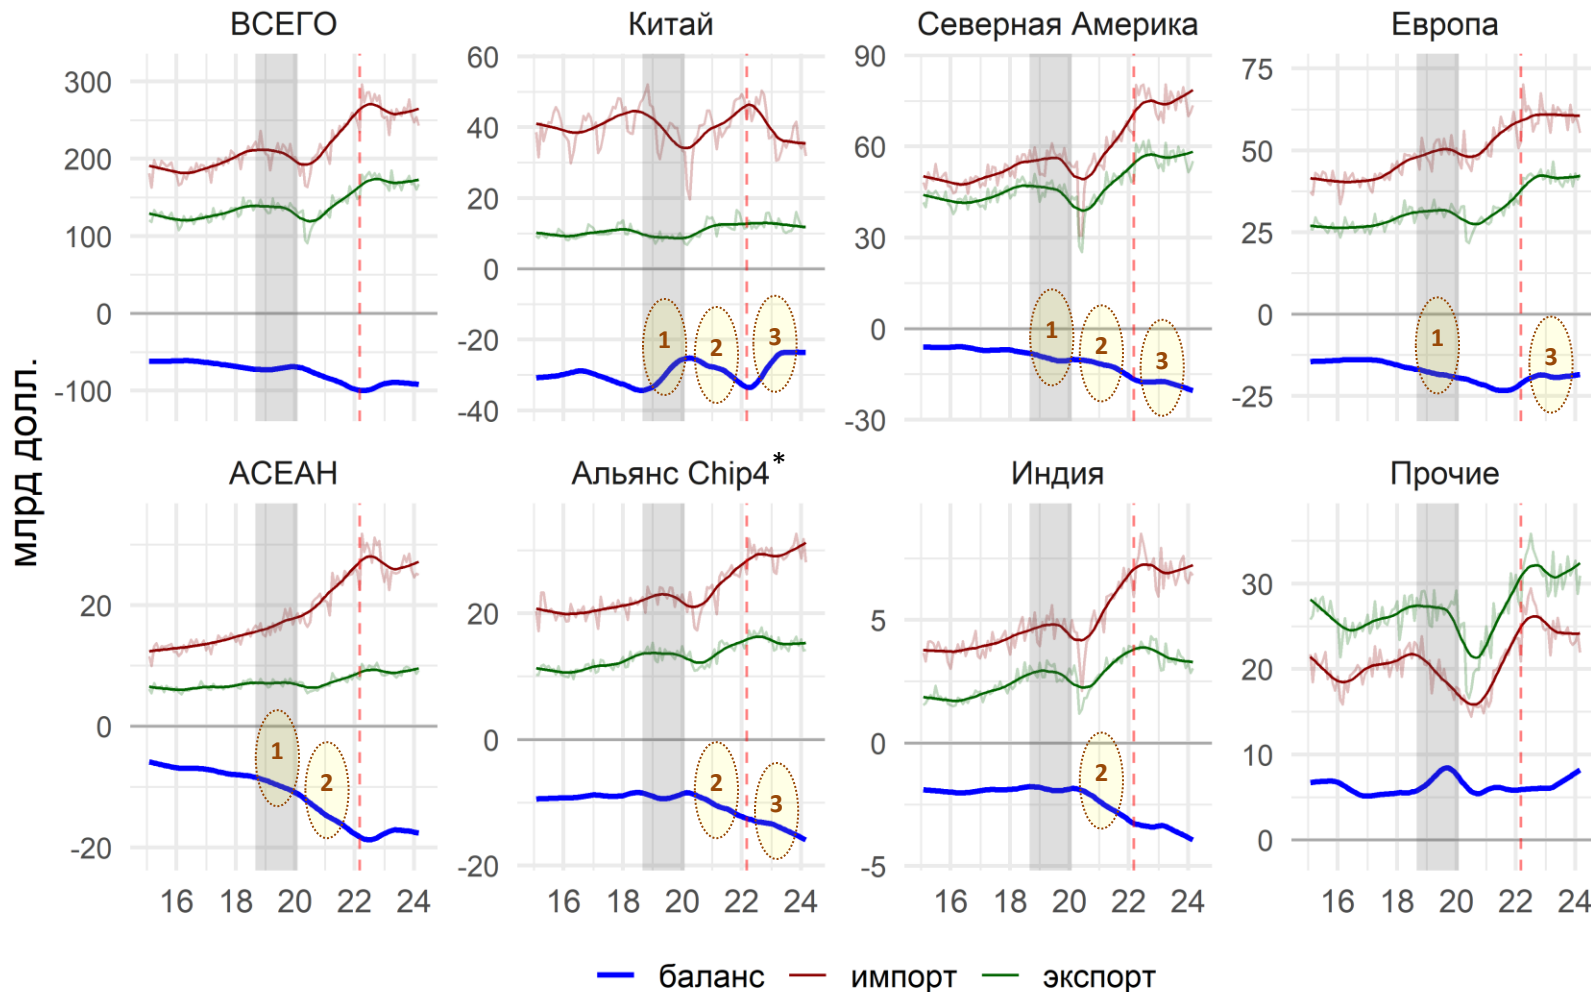 ВСЕГО Китай Северная Америка Европа
60 90 75
300
200 40 60 50
20 30 25
100
0 0 0 0
1 2 3 1 2 3 1 3
-20
-100 -40 -30 -25
млрд долл.
АСЕАН Альянс Chip4* Индия Прочие
20 20 5 30
20
0 0 0 10
1 2 2 3 2
-20 -20 -5 0
16 18 20 22 24 16 18 20 22 24 16 18 20 22 24 16 18 20 22 24
баланс импорт экспорт